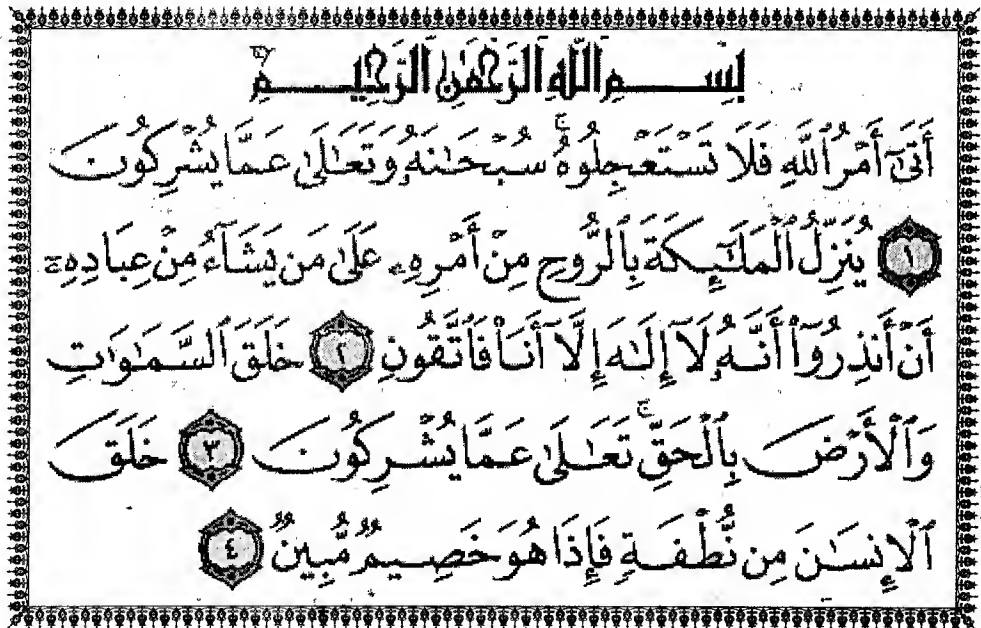 بِسْمِ ٱللَّهِ ٱلرَّحْمَٰنِ ٱلرَّحِيمِ
أَتَىٰٓ أَمْرُ ٱللَّهِ فَلَا تَسْتَعْجِلُوهُ ۚ سُبْحَٰنَهُۥ وَتَعَٰلَىٰ عَمَّا يُشْرِكُونَ
١ يُنَزِّلُ ٱلْمَلَٰٓئِكَةَ بِٱلرُّوحِ مِنْ أَمْرِهِۦ عَلَىٰ مَن يَشَآءُ مِنْ عِبَادِهِۦٓ
أَنْ أَنذِرُوٓا۟ أَنَّهُۥ لَآ إِلَٰهَ إِلَّآ أَنَا۠ فَٱتَّقُونِ ٢ خَلَقَ ٱلسَّمَٰوَٰتِ
وَٱلْأَرْضَ بِٱلْحَقِّ ۚ تَعَٰلَىٰ عَمَّا يُشْرِكُونَ ٣ خَلَقَ
ٱلْإِنسَٰنَ مِن نُّطْفَةٍ فَإِذَا هُوَ خَصِيمٌ مُّبِينٌ ٤